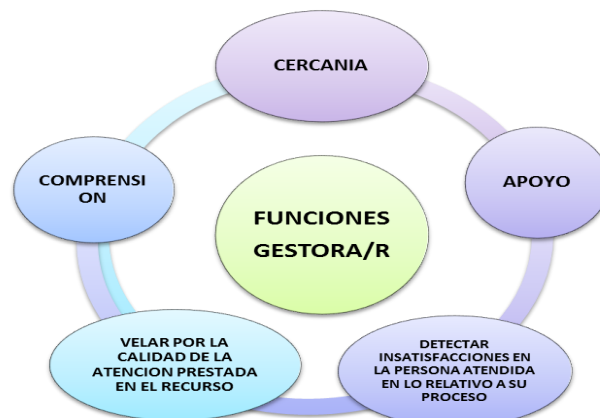 CERCANIA
APOYO
DETECTAR
INSATISFACCIONES EN
LA PERSONA ATENDIDA
EN LO RELATIVO A SU
PROCESO
VELAR POR LA
CALIDAD DE LA
ATENCION PRESTADA
EN EL RECURSO
COMPRENSI
ON
FUNCIONES
GESTORA/R